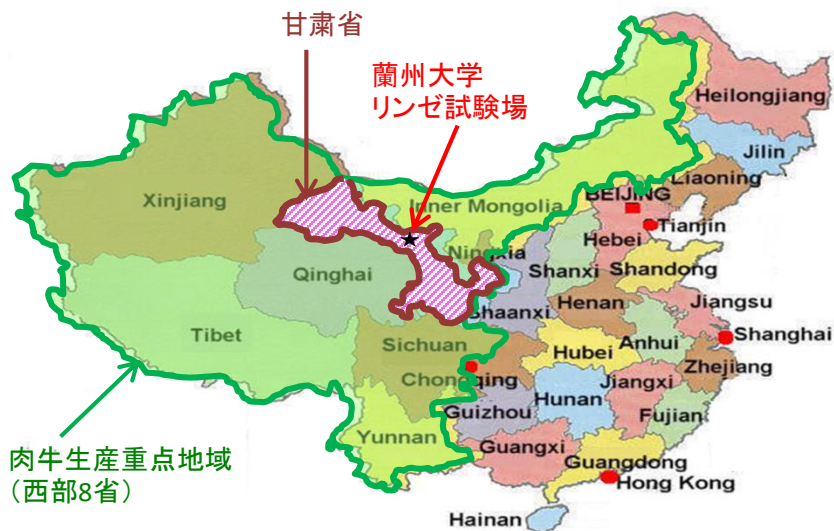 甘粛省
蘭州大学
リンゼ試験場
Heilongjiang
Jilin
Liaoning
Xinjiang
Inner Mongolia
BEIJING
Tianjin
Hebei
Ningxia
Qinghai
Shanxi
Shandong
Shaanxi
Henan
Jiangsu
Tibet
Sichuan
Anhui
Shanghai
Hubei
Zhejiang
Chongqing
Jiangxi
Hunan
Guizhou
Fujian
Yunnan
Guangxi
Guangdong
Hong Kong
Hainan
肉牛生産重点地域
（西部8省）